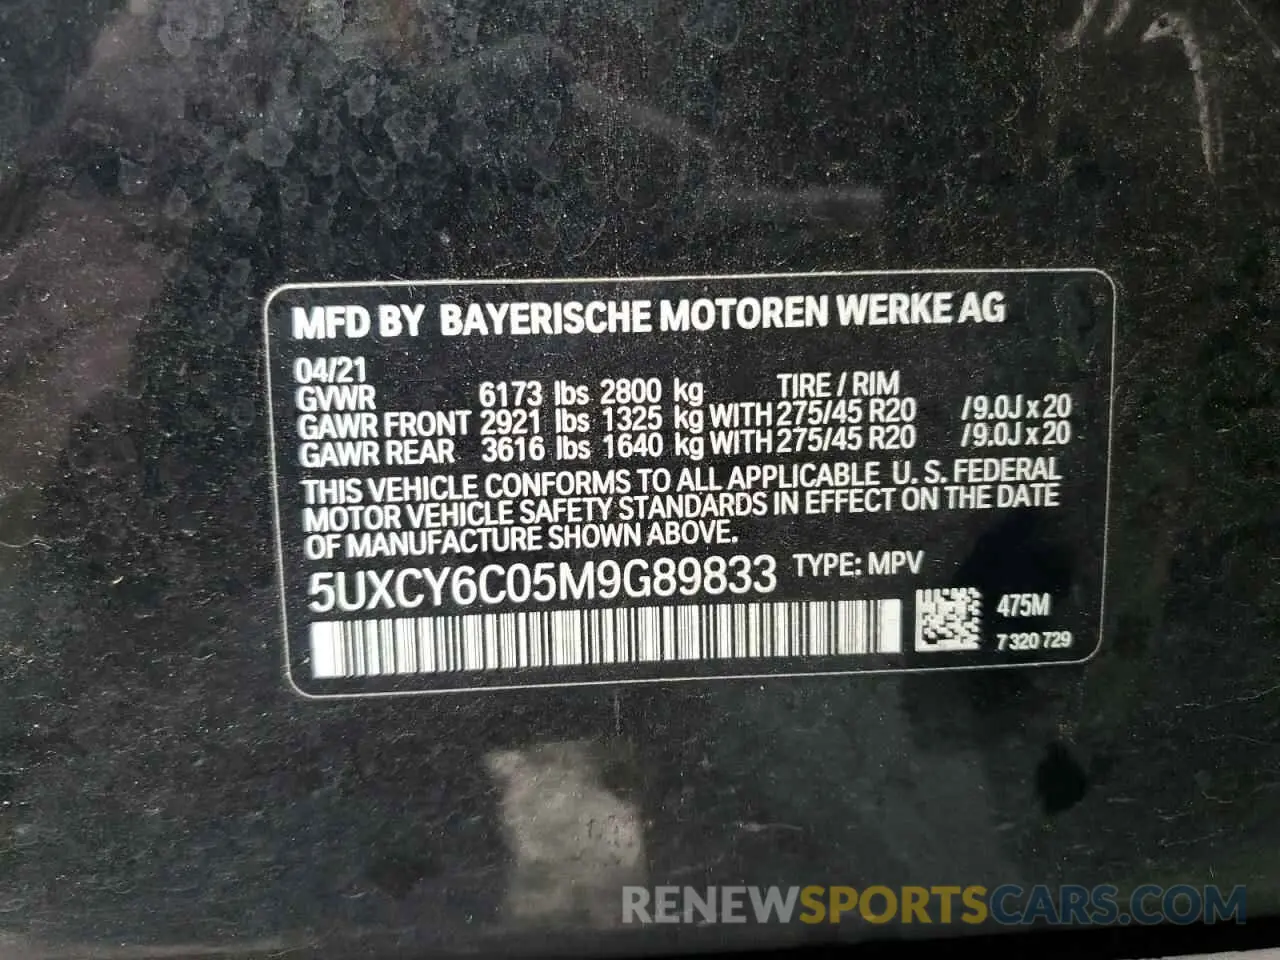 MFD BY BAYERISCHE MOTOREN WERKE AG
04/21
GVWR 6173 lbs 2800 kg TIRE / RIM
GAWR FRONT 2921 lbs 1325 kg WITH 275/45 R20 /9.0J x 20
GAWR REAR 3616 lbs 1640 kg WITH 275/45 R20 /9.0J x 20
THIS VEHICLE CONFORMS TO ALL APPLICABLE U. S. FEDERAL
MOTOR VEHICLE SAFETY STANDARDS IN EFFECT ON THE DATE
OF MANUFACTURE SHOWN ABOVE.
5UXCY6C05M9G89833 TYPE: MPV
475M
7 320 729
RENEWSPORTSCARS.COM